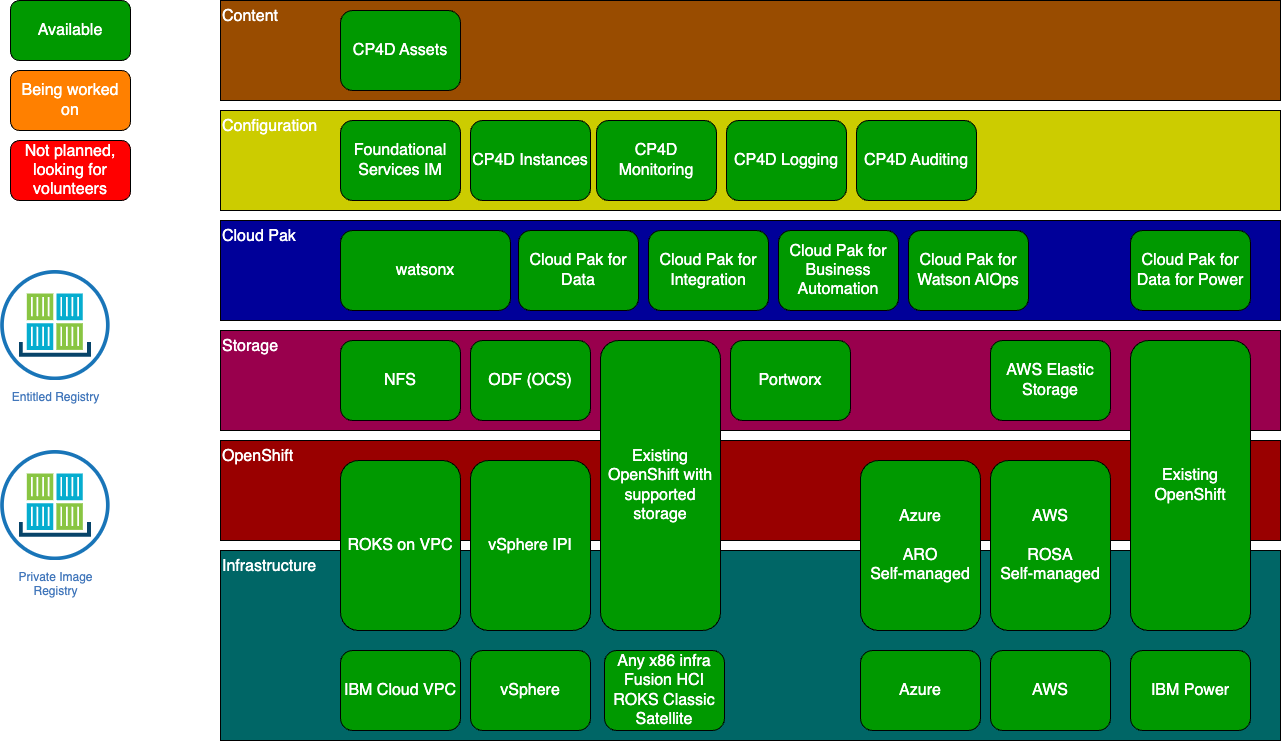 Available
Being worked
on
Not planned,
looking for
volunteers
Entitled Registry
Private Image
Registry
Content
CP4D Assets
Configuration
Foundational
Services IM
CP4D Instances
CP4D
Monitoring
CP4D Logging
CP4D Auditing
Cloud Pak
watsonx
Cloud Pak for
Data
Cloud Pak for
Integration
Cloud Pak for
Business
Automation
Cloud Pak for
Watson AIOps
Cloud Pak for
Data for Power
Storage
NFS
ODF (OCS)
Portworx
AWS Elastic
Storage
OpenShift
ROKS on VPC
vSphere IPI
Existing
OpenShift with
supported
storage
Azure
ARO
Self-managed
AWS
ROSA
Self-managed
Existing
OpenShift
Infrastructure
IBM Cloud VPC
vSphere
Any x86 infra
Fusion HCI
ROKS Classic
Satellite
Azure
AWS
IBM Power